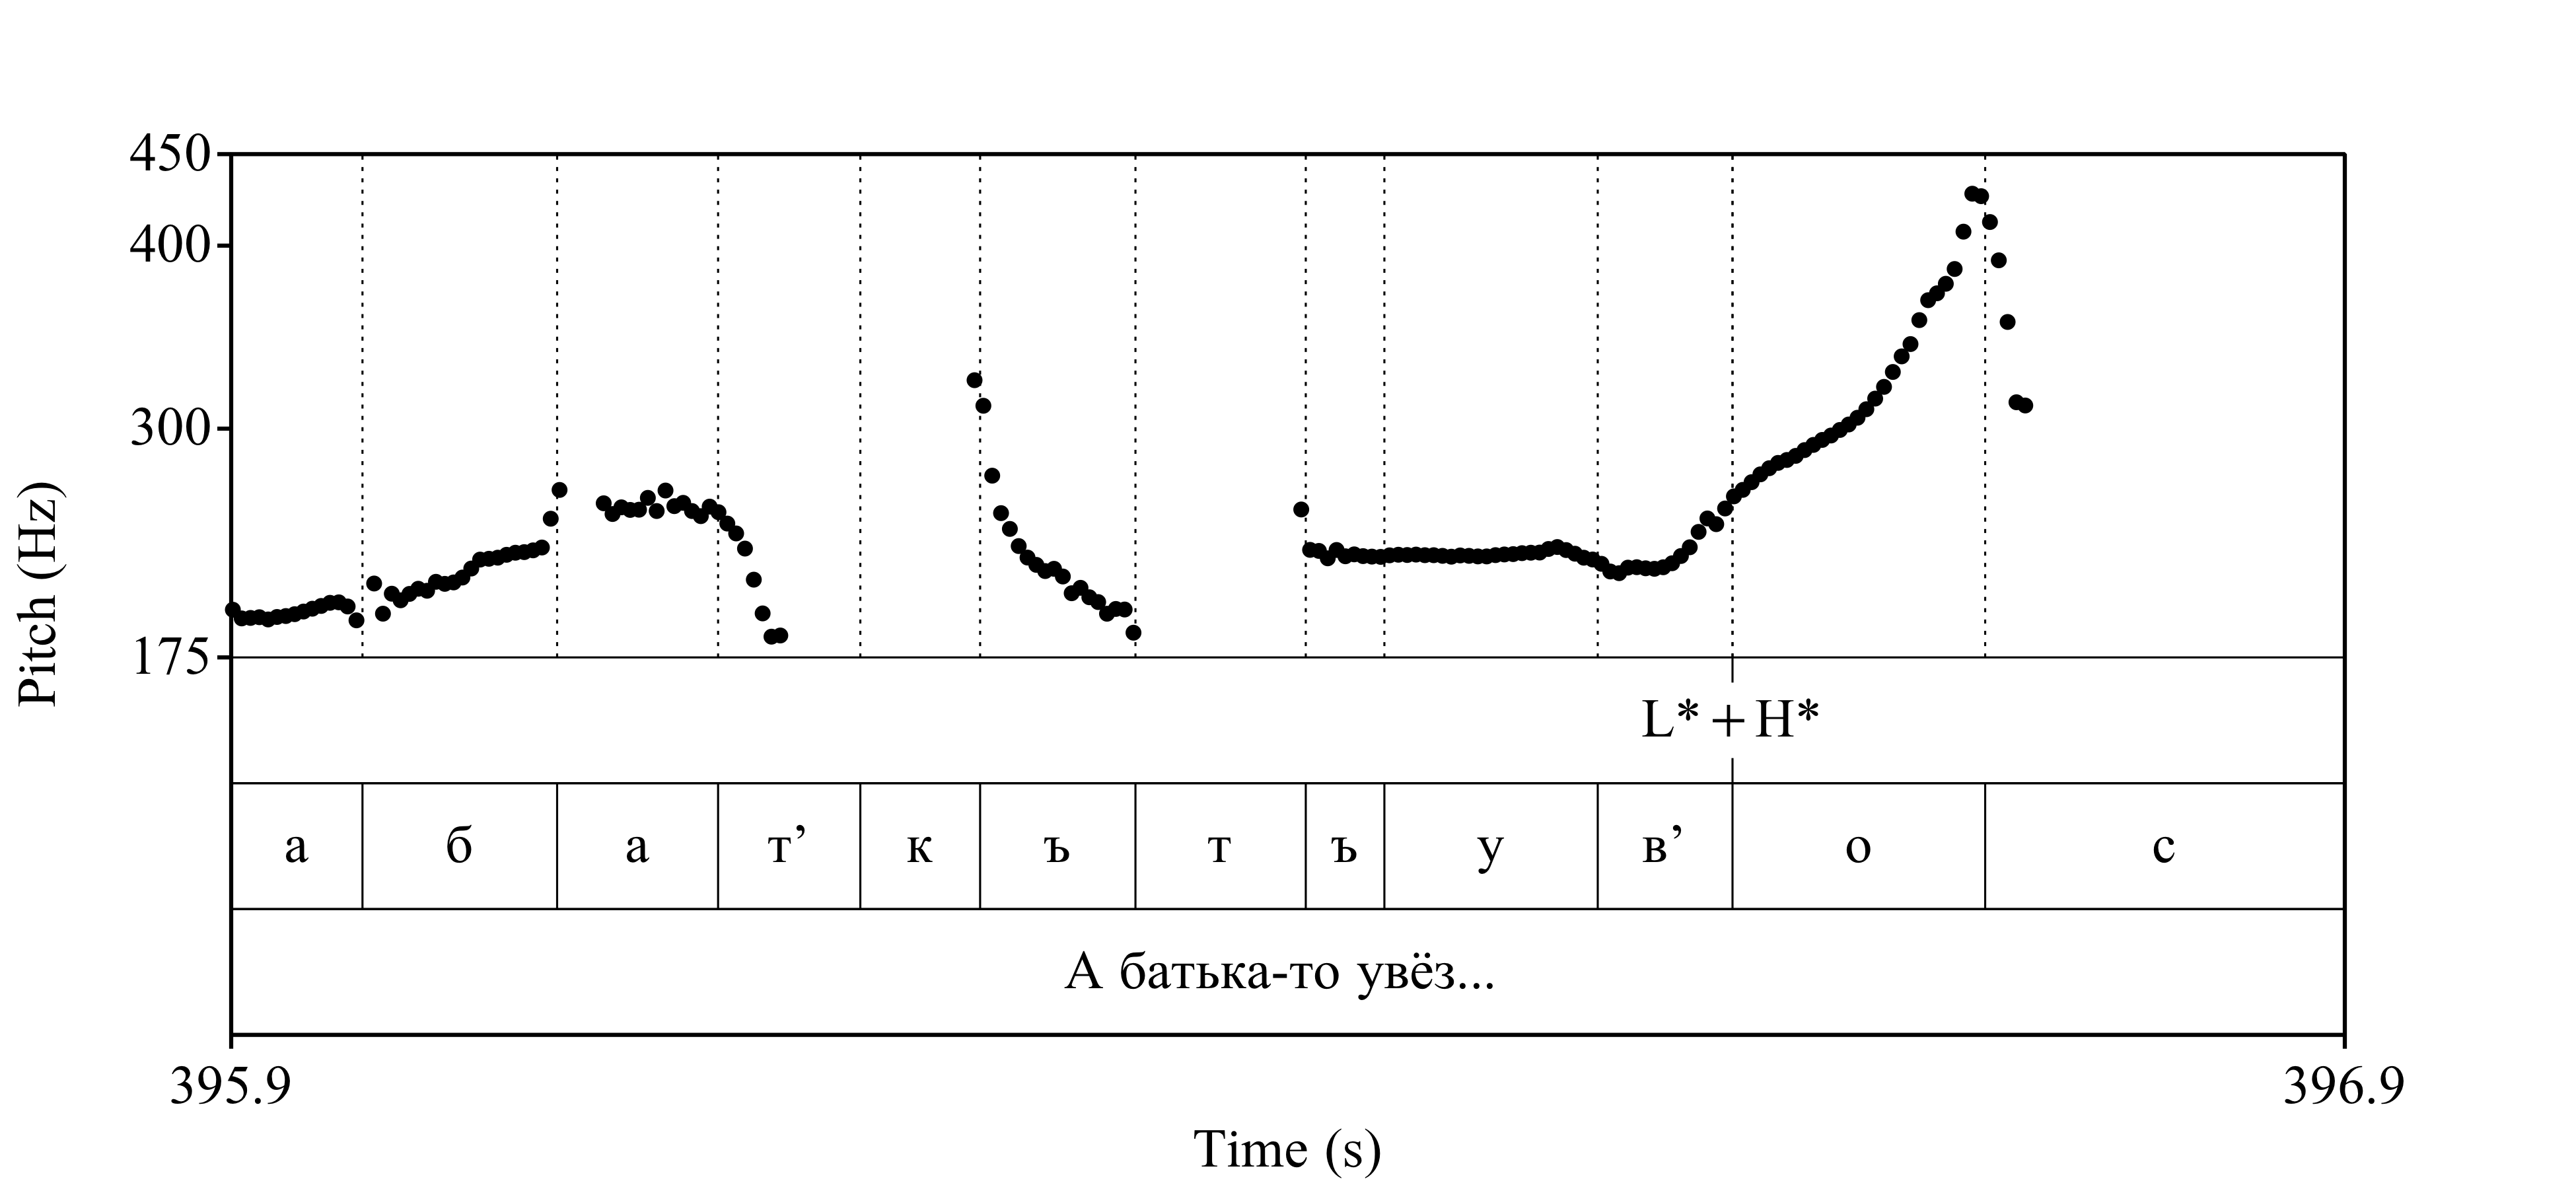 450
400
300
175
Pitch (Hz)
L*+H*
а б а т’ к ъ т ъ у в’ о с
А батька-то увёз...
395.9 396.9
Time (s)